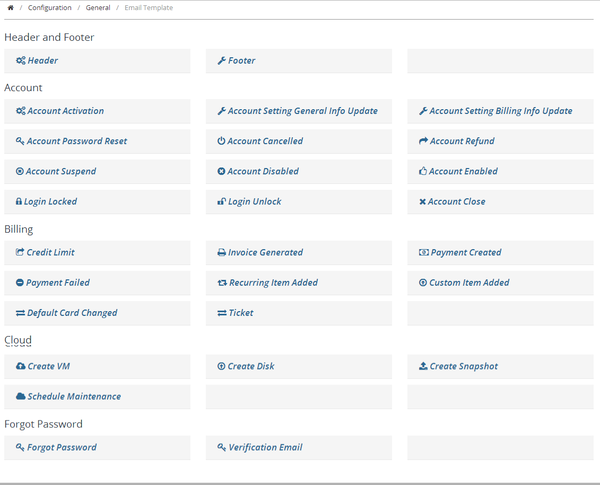 / Configuration / General / Email Template
Header and Footer
Header Footer
Account
Account Activation Account Setting General Info Update Account Setting Billing Info Update
Account Password Reset Account Cancelled Account Refund
Account Suspend Account Disabled Account Enabled
Login Locked Login Unlock Account Close
Billing
Credit Limit Invoice Generated Payment Created
Payment Failed Recurring Item Added Custom Item Added
Default Card Changed Ticket
Cloud
Create VM Create Disk Create Snapshot
Schedule Maintenance
Forgot Password
Forgot Password Verification Email